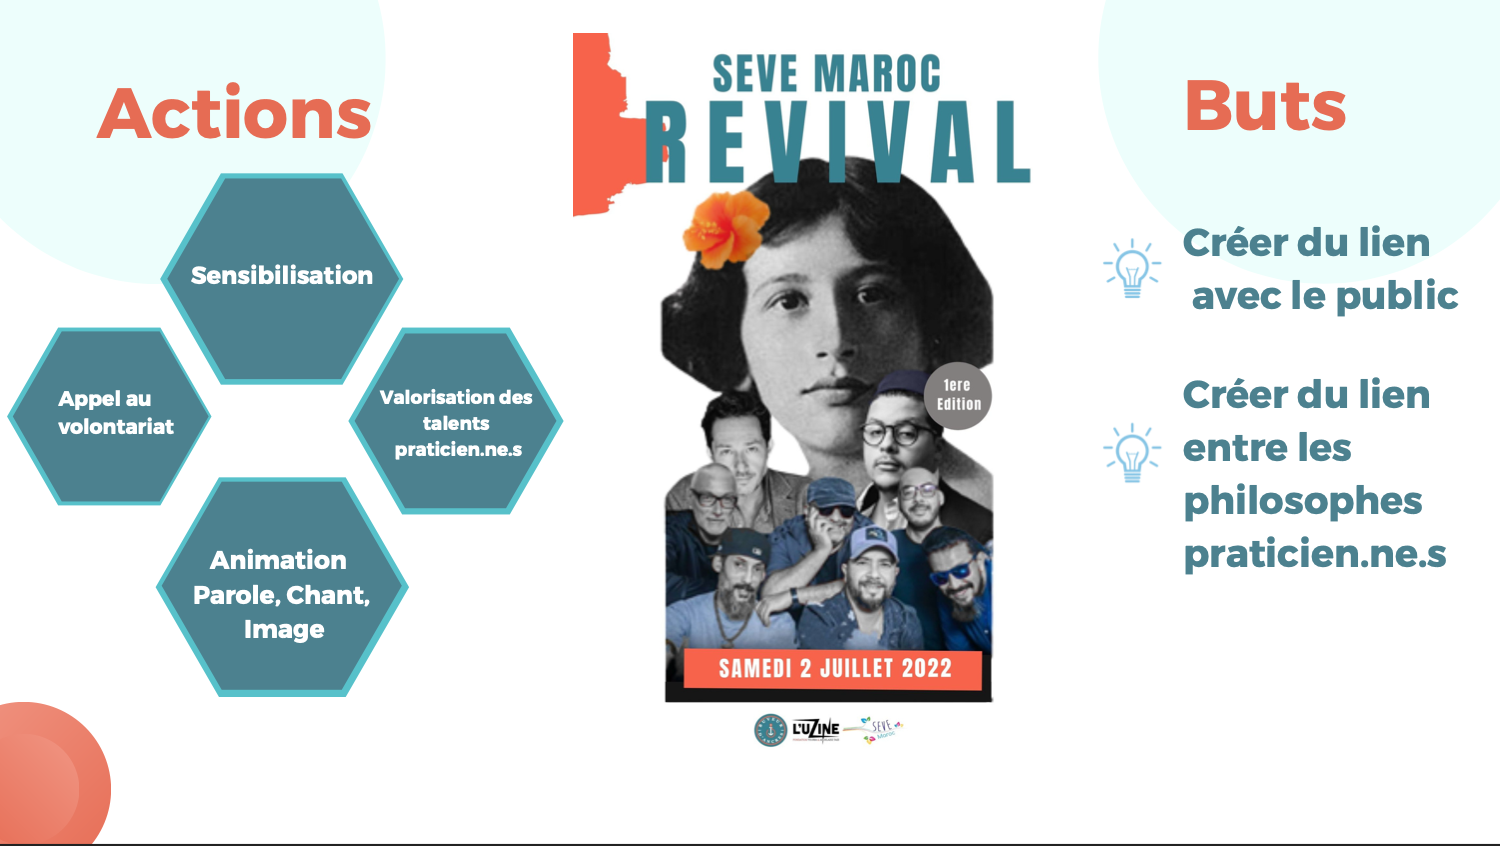 Actions
Sensibilisation
Appel au
volontariat
Valorisation des
talents
praticien.ne.s
Animation
Parole, Chant,
Image
SEVE MAROC
REVIVAL
1ere
Edition
SAMEDI 2 JUILLET 2022
L'UZINE
SEVE
Maroc
Buts
Créer du lien
avec le public
Créer du lien
entre les
philosophes
praticien.ne.s